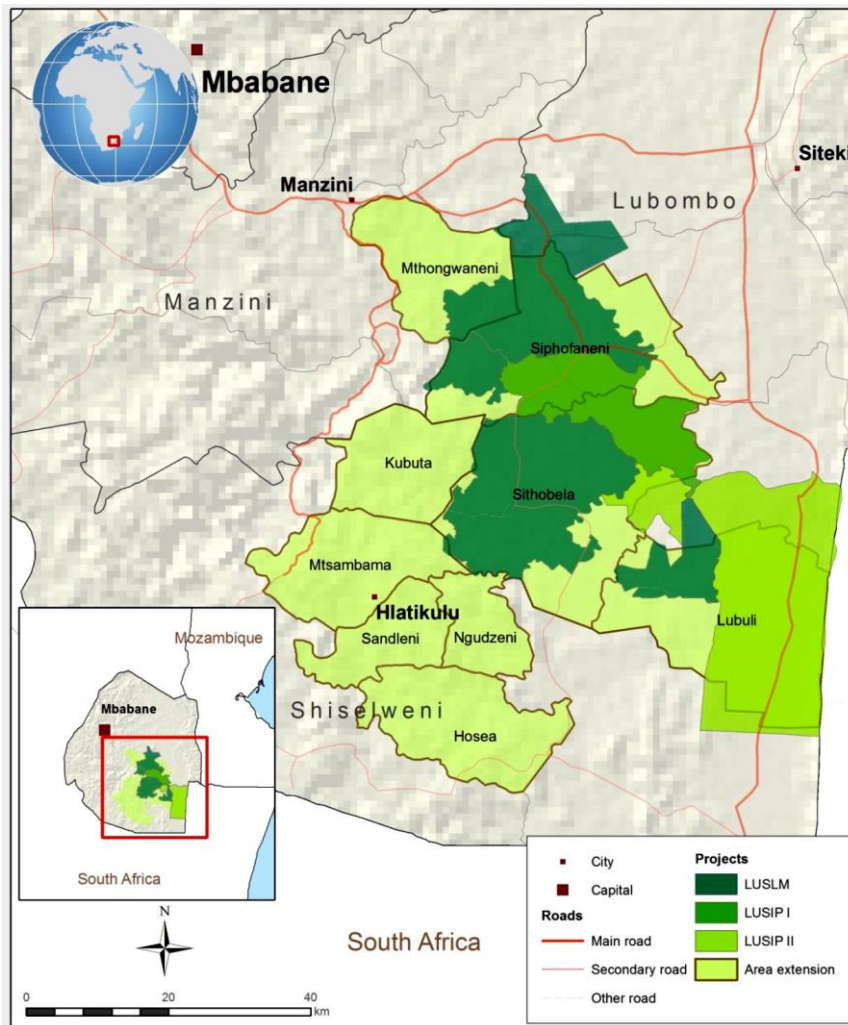 Mbabane
Siteki
Manzini
Lubombo
Mthongwaneni
Manzini
Siphofaneni
Kubuta
Sithobela
Mtsambama
Hlatikulu
Lubuli
Sandleni
Ngudzeni
Shiselweni
Hosea
Mozambique
Mbabane
South Africa
N
South Africa
0
10
20
40
km
City
Capital
Roads
Main road
Secondary road
Other road
Projects
LUSLM
LUSIP I
LUSIP II
Area extension